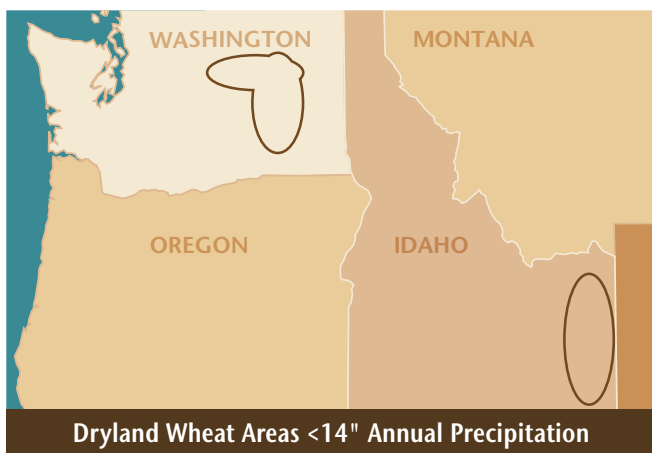 WASHINGTON
MONTANA
OREGON
IDAHO
Dryland Wheat Areas <14" Annual Precipitation